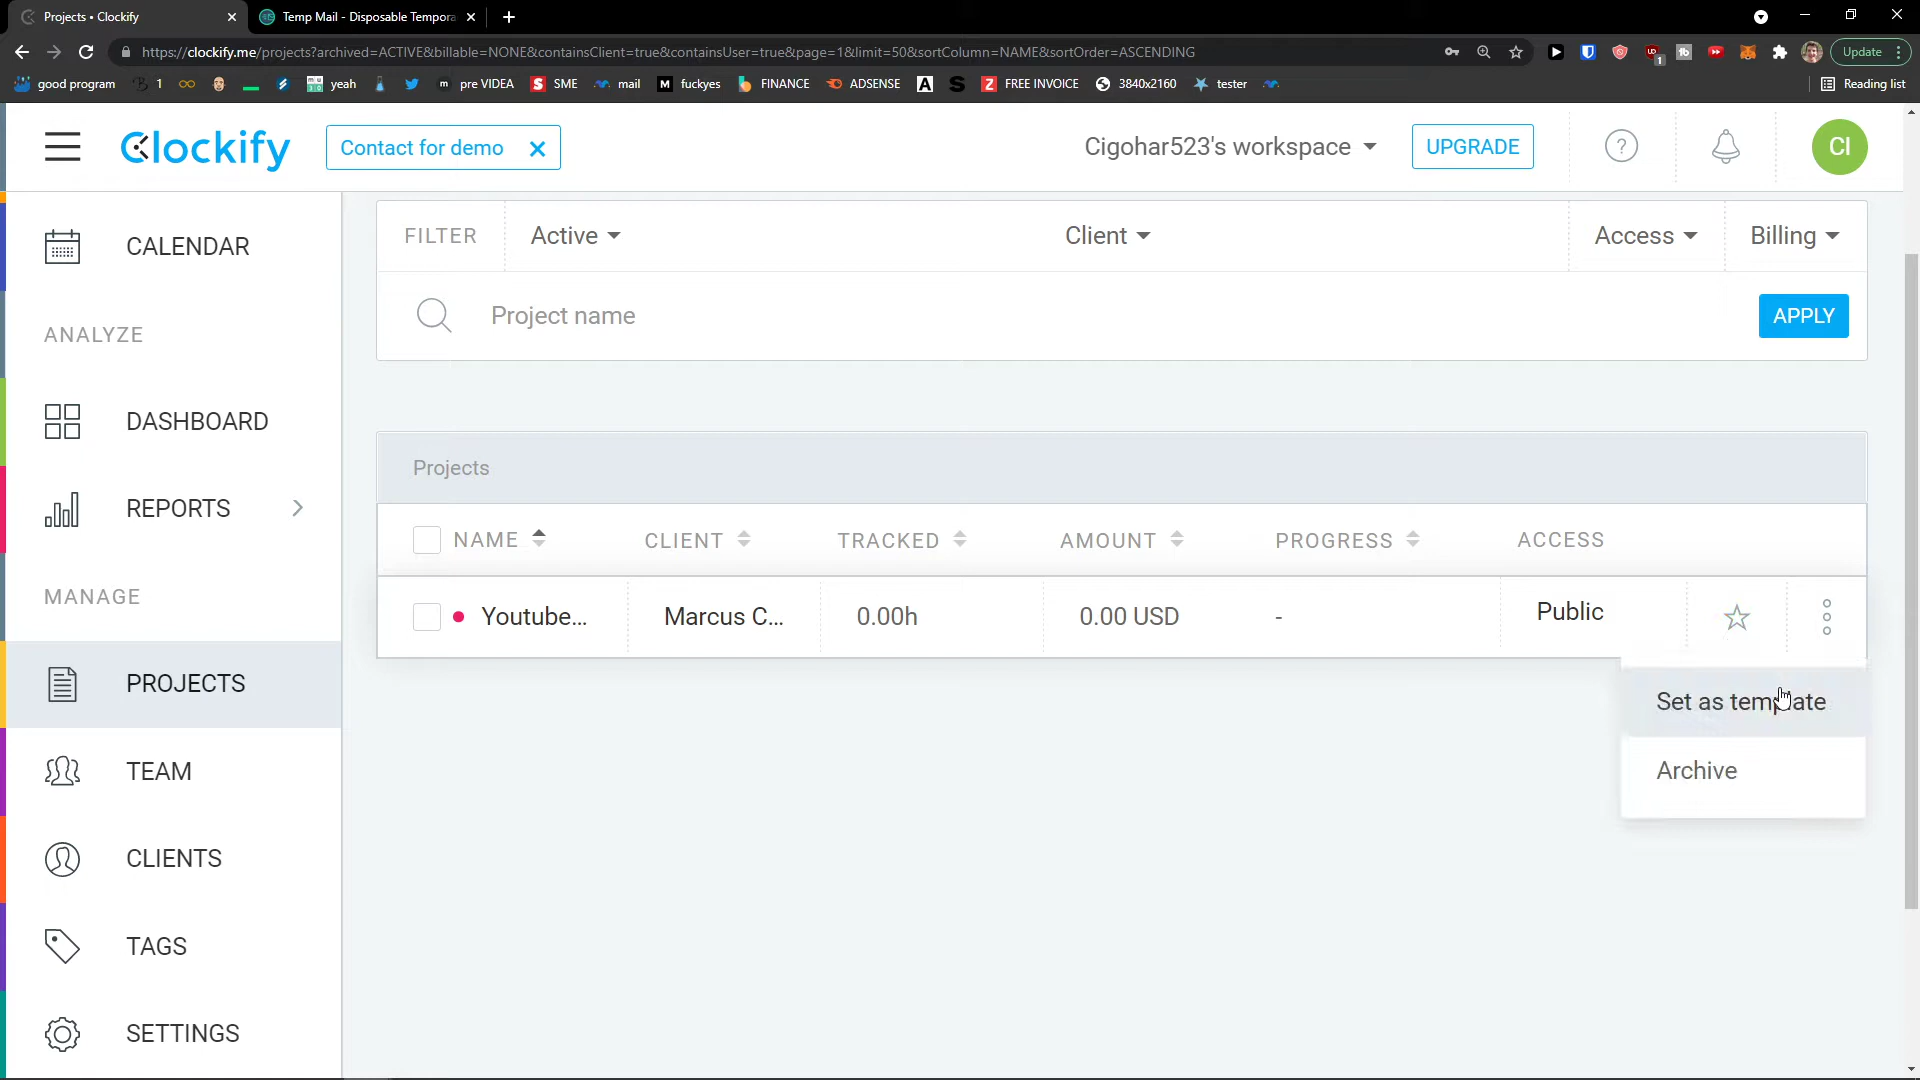 Projects • Clockify
Temp Mail - Disposable Tempora
https://clockify.me/projects?archived=ACTIVE&billable=NONE&containsClient=true&containsUser=true&page=1&limit=50&sortColumn=NAME&sortOrder=ASCENDING
Update
good program
1
yeah
pre VIDEA
SME
mail
fuckyes
FINANCE
ADSENSE
FREE INVOICE
3840x2160
tester
Reading list
Clockify
Contact for demo
Cigohar523's workspace
UPGRADE
?
CI
CALENDAR
ANALYZE
DASHBOARD
REPORTS
MANAGE
PROJECTS
TEAM
CLIENTS
TAGS
SETTINGS
FILTER
Active
Client
Access
Billing
Project name
APPLY
Projects
NAME
CLIENT
TRACKED
AMOUNT
PROGRESS
ACCESS
Youtube...
Marcus C...
0.00h
0.00 USD
-
Public
Set as template
Archive